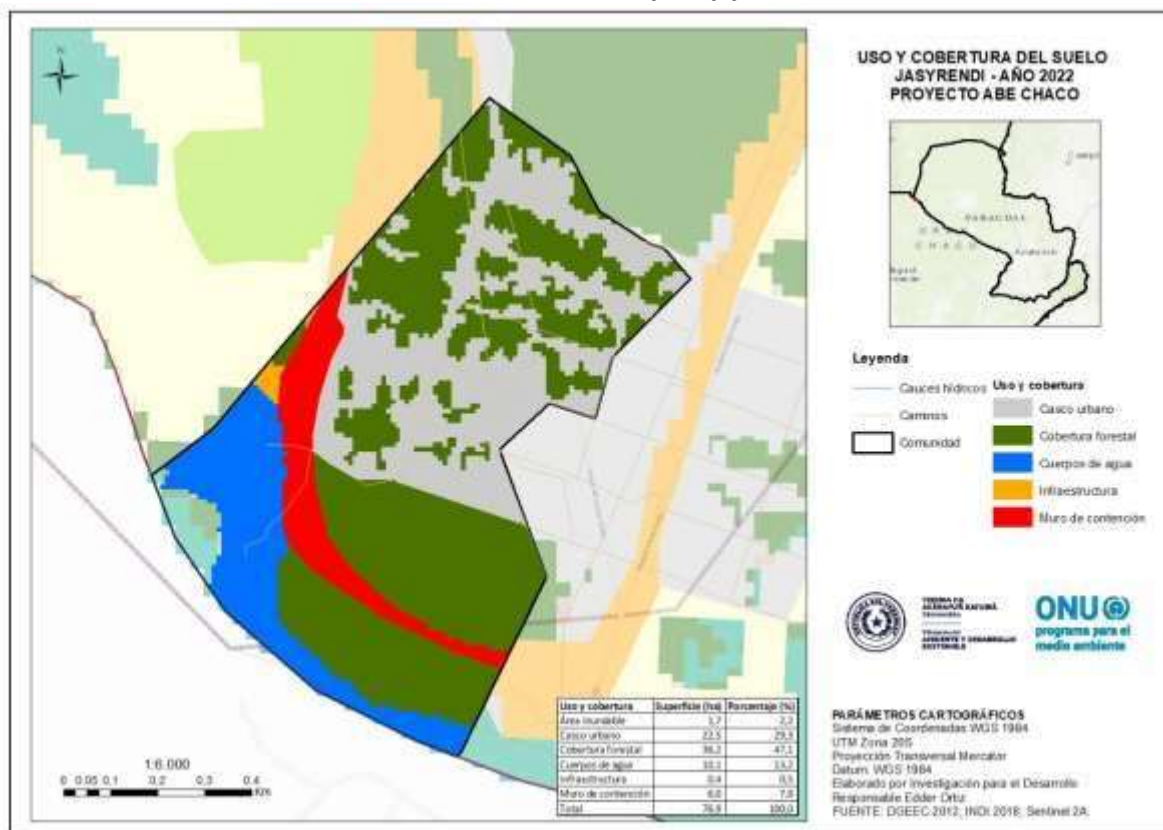 USO Y COBERTURA DEL SUELO
JASYRENDI - AÑO 2022
PROYECTO ABE CHACO
N
PARAGUAY
CHACO
Leyenda
Cauces hídricos
Caminos
Comunidad
Uso y cobertura
Casco urbano
Cobertura forestal
Cuerpos de agua
Infraestructura
Muro de contención
ONU
programa para el
medio ambiente
AMBIENTE Y DESARROLLO
SOSTENIBLE
Uso y cobertura Superficie (ha) Porcentaje (%)
Área inundable 1,7 2,2
Casco urbano 22,5 29,3
Cobertura forestal 36,2 47,1
Cuerpos de agua 10,1 13,2
Infraestructura 0,4 0,5
Muro de contención 6,0 7,8
Total 76,9 100,0
1:6.000
0 0,05 0,1 0,2 0,3 0,4
Km
PARÁMETROS CARTOGRÁFICOS
Sistema de Coordenadas WGS 1984
UTM Zona 20S
Proyección Transversal Mercator
Datum: WGS 1984
Elaborado por Investigación para el Desarrollo
Responsable Edder Ortiz
FUENTE: DGEEC 2012, INDI 2018, Sentinel 2A